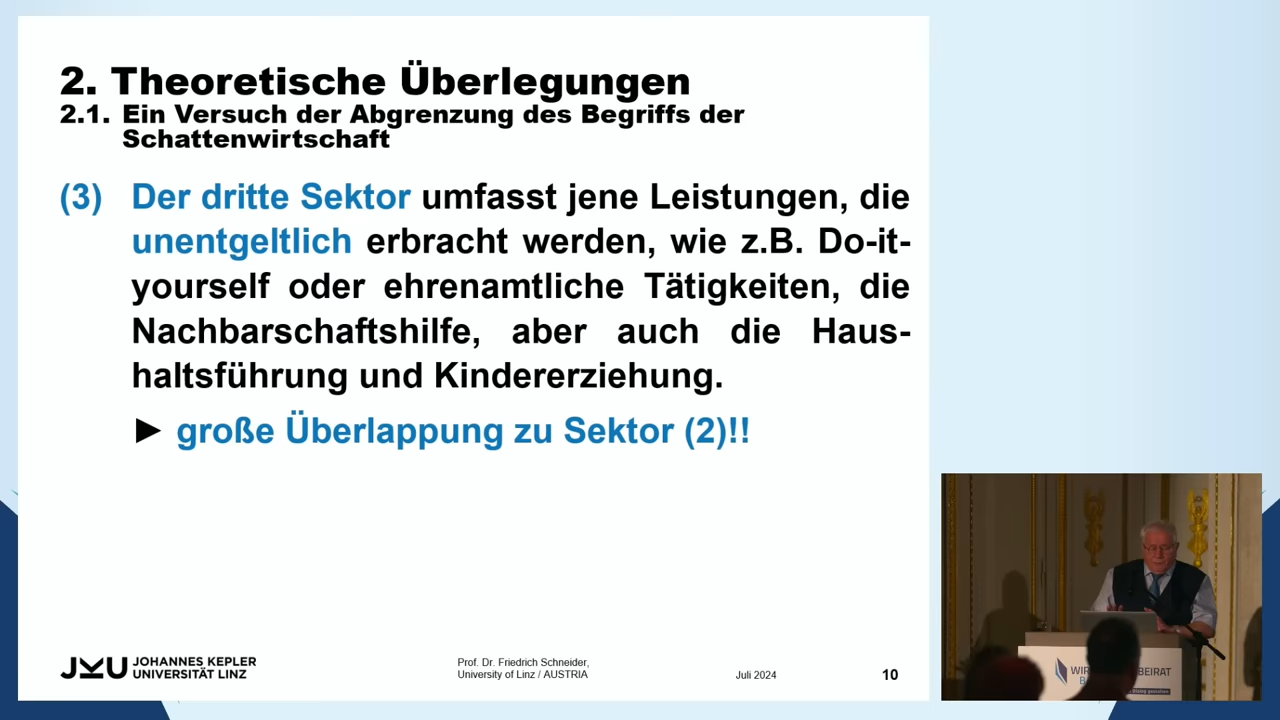 2. Theoretische Überlegungen
2.1. Ein Versuch der Abgrenzung des Begriffs der
Schattenwirtschaft
(3) Der dritte Sektor umfasst jene Leistungen, die
unentgeltlich erbracht werden, wie z.B. Do-it-
yourself oder ehrenamtliche Tätigkeiten, die
Nachbarschaftshilfe, aber auch die Haus-
haltsführung und Kindererziehung.
► große Überlappung zu Sektor (2)!!
JKU JOHANNES KEPLER
UNIVERSITÄT LINZ
Prof. Dr. Friedrich Schneider,
University of Linz / AUSTRIA
Juli 2024
10
BEIRAT